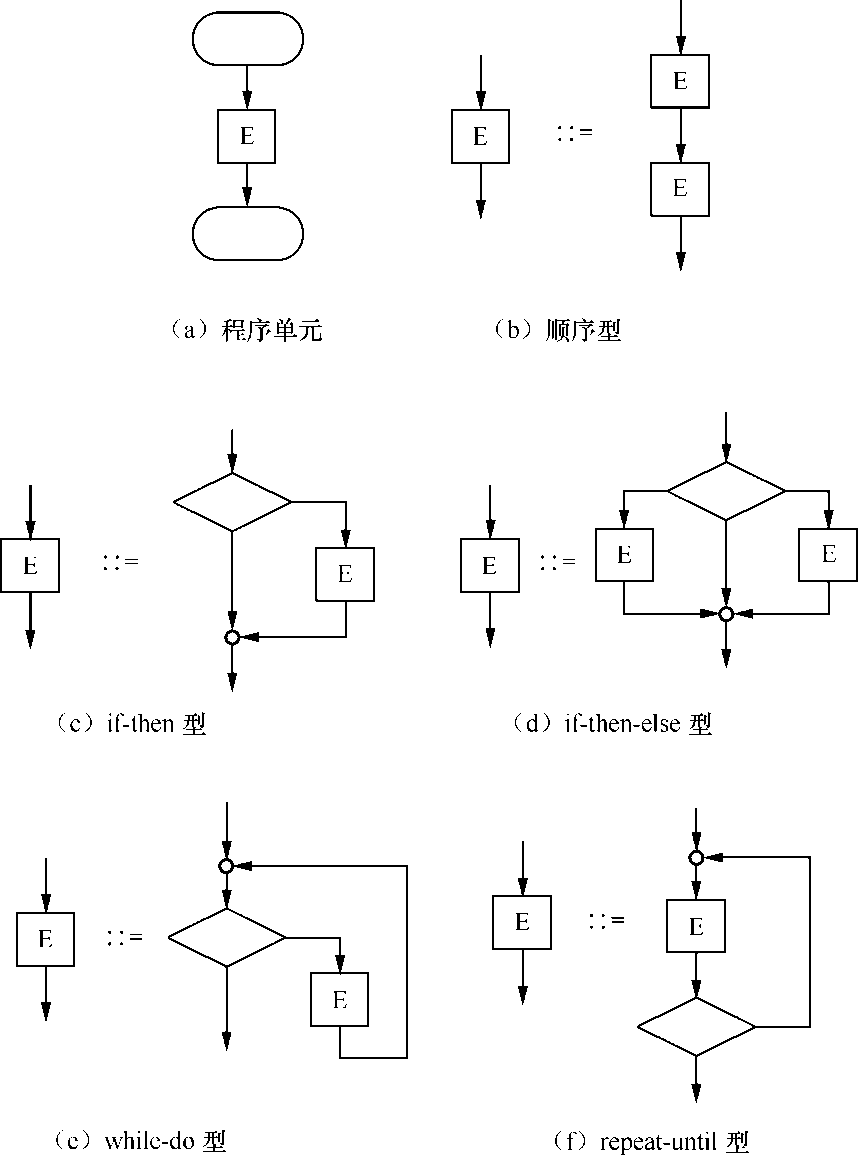 E
E ::= E
E
（a）程序单元
（b）顺序型
E ::= E
E ::= E E
（c）if-then 型
（d）if-then-else 型
E ::= E
E ::= E
（e）while-do 型
（f）repeat-until 型